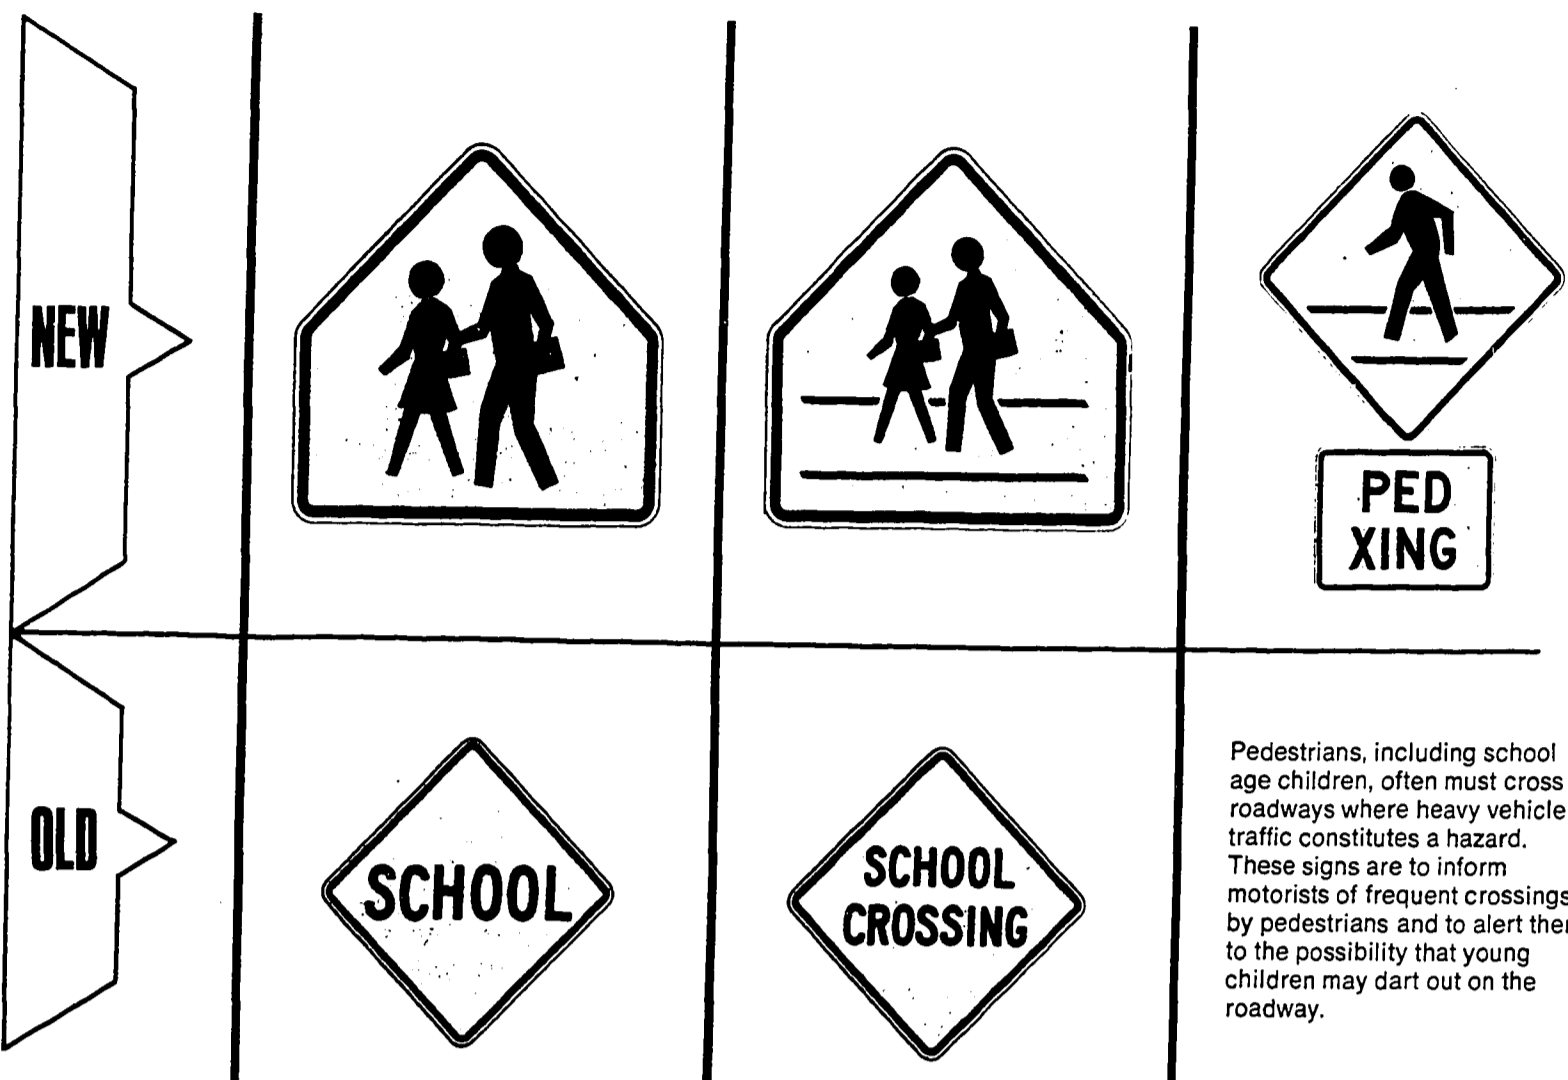 NEW
PED
XING
OLD
SCHOOL
SCHOOL
CROSSING
Pedestrians, including school
age children, often must cross
roadways where heavy vehicle
traffic constitutes a hazard.
These signs are to inform
motorists of frequent crossings
by pedestrians and to alert them
to the possibility that young
children may dart out on the
roadway.